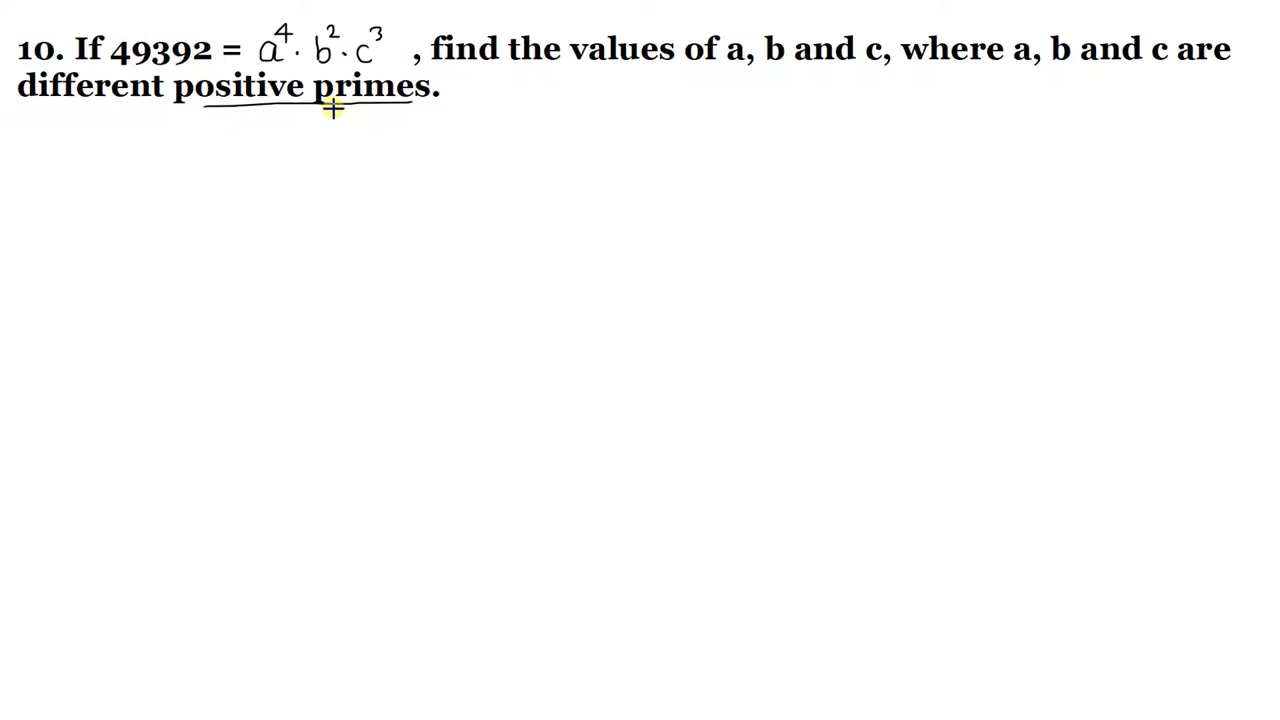 10. If 49392 = a⁴ · b² · c³ , find the values of a, b and c, where a, b and c are
different positive primes.